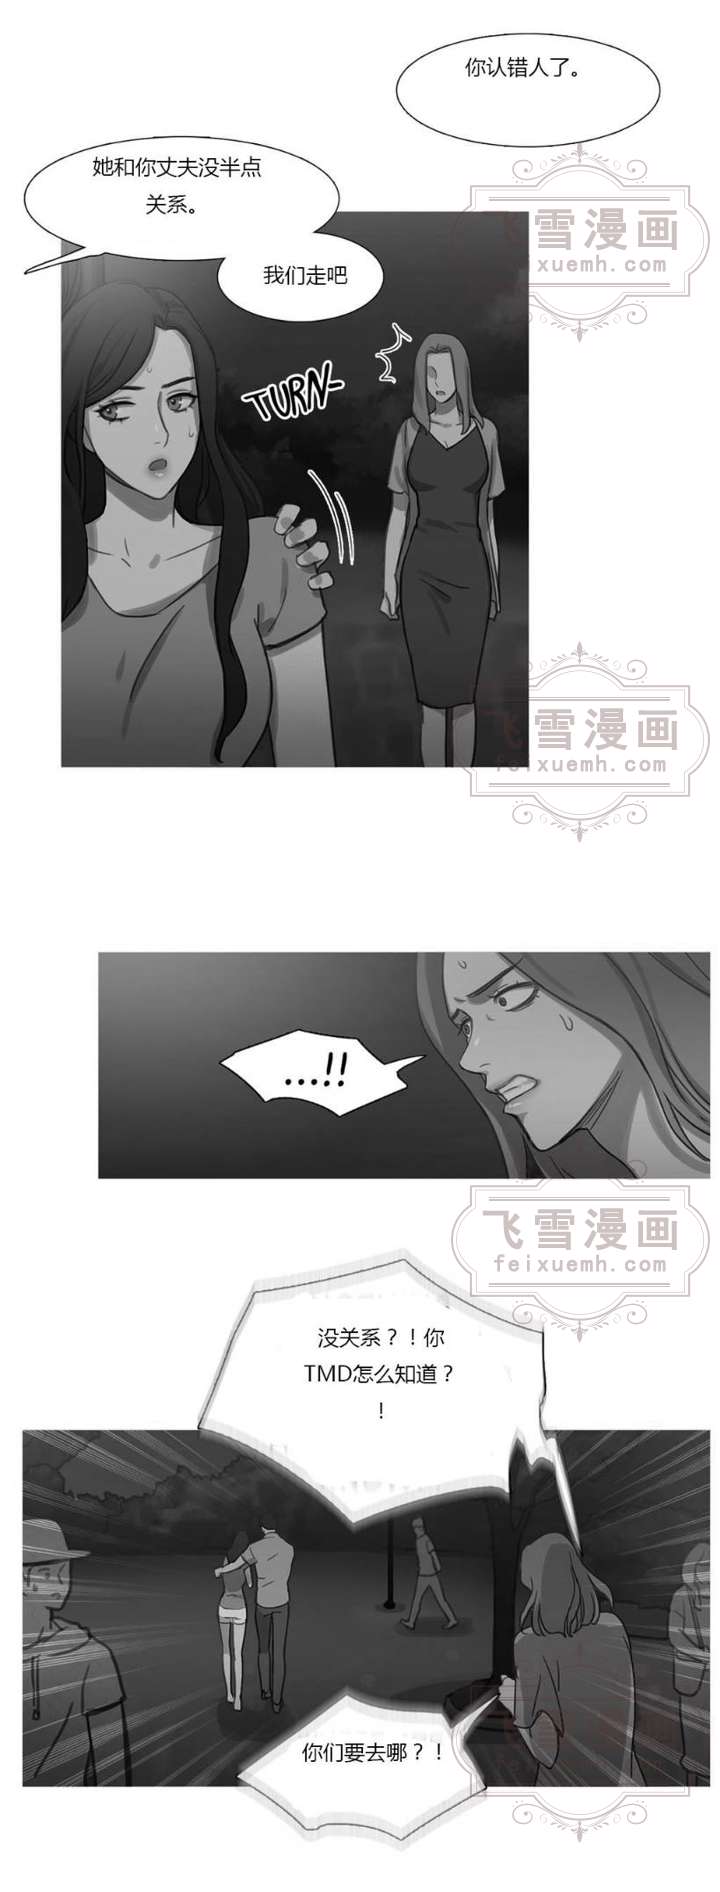 你认错人了。
她和你丈夫没半点
关系。
我们走吧
飞雪漫画
feixuemh.com
TURN-
飞雪漫画
feixuemh.com
...!!
飞雪漫画
feixuemh.com
没关系？！你
TMD怎么知道？
！
你们要去哪？！